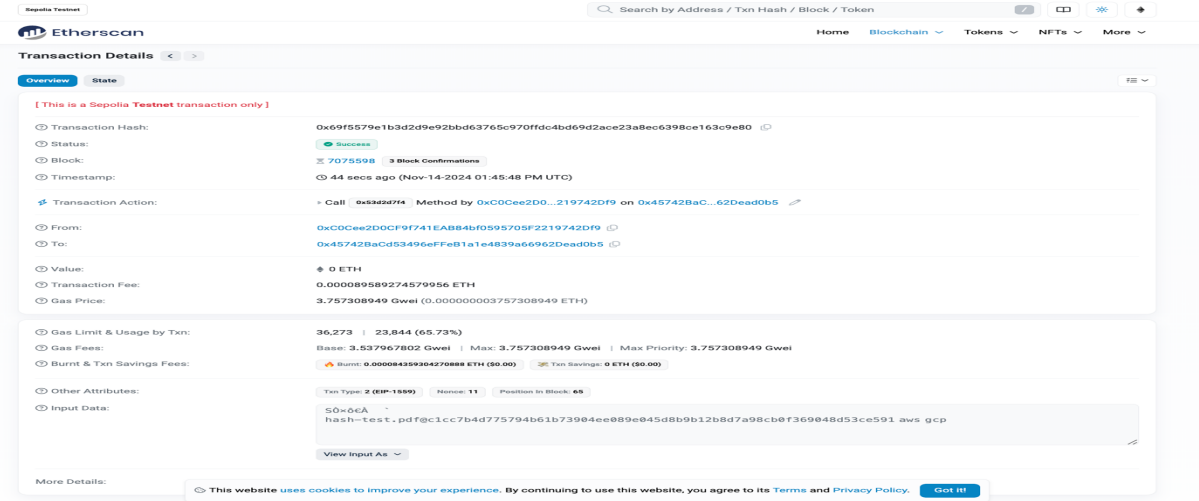 Sepolia Testnet
Search by Address / Txn Hash / Block / Token
/
Etherscan
Home Blockchain Tokens NFTs More
Transaction Details < >
Overview State
[ This is a Sepolia Testnet transaction only ]
Transaction Hash: 0x69f5579e1b3d2d9e92bbd63765c970ffdc4bd69d2ace23a8ec6398ce163c9e80
Status: Success
Block: 7075598 3 Block Confirmations
Timestamp: 44 secs ago (Nov-14-2024 01:45:48 PM UTC)
Transaction Action: Call 0x53d2d7f4 Method by 0xC0Cee2D0...219742Df9 on 0x45742BaC...62Dead0b5
From: 0xC0Cee2D0CF9f741EAB84bf0595705F2219742Df9
To: 0x45742BaCd53496eFFeB1a1e4839a66962Dead0b5
Value: 0 ETH
Transaction Fee: 0.000089589274579956 ETH
Gas Price: 3.757308949 Gwei (0.000000003757308949 ETH)
Gas Limit & Usage by Txn: 36,273 | 23,844 (65.73%)
Gas Fees: Base: 3.537967802 Gwei | Max: 3.757308949 Gwei | Max Priority: 3.757308949 Gwei
Burnt & Txn Savings Fees: Burnt: 0.000084359304270888 ETH ($0.00) Txn Savings: 0 ETH ($0.00)
Other Attributes: Txn Type: 2 (EIP-1559) Nonce: 11 Position In Block: 65
Input Data:
hash-test.pdf@c1cc7b4d775794b61b73904ee089e045d8b9b12b8d7a98cb0f369048d53ce591 aws gcp
View Input As
More Details:
This website uses cookies to improve your experience. By continuing to use this website, you agree to its Terms and Privacy Policy. Got it!